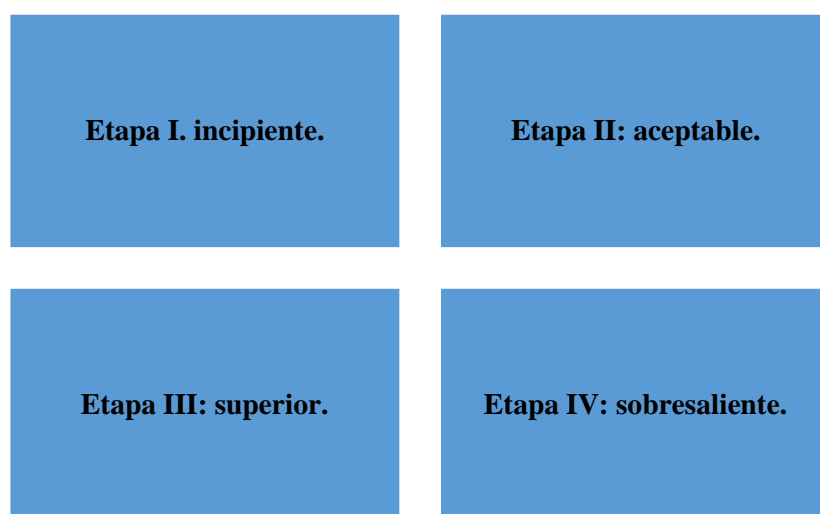 Etapa I. incipiente.
Etapa II: aceptable.
Etapa III: superior.
Etapa IV: sobresaliente.